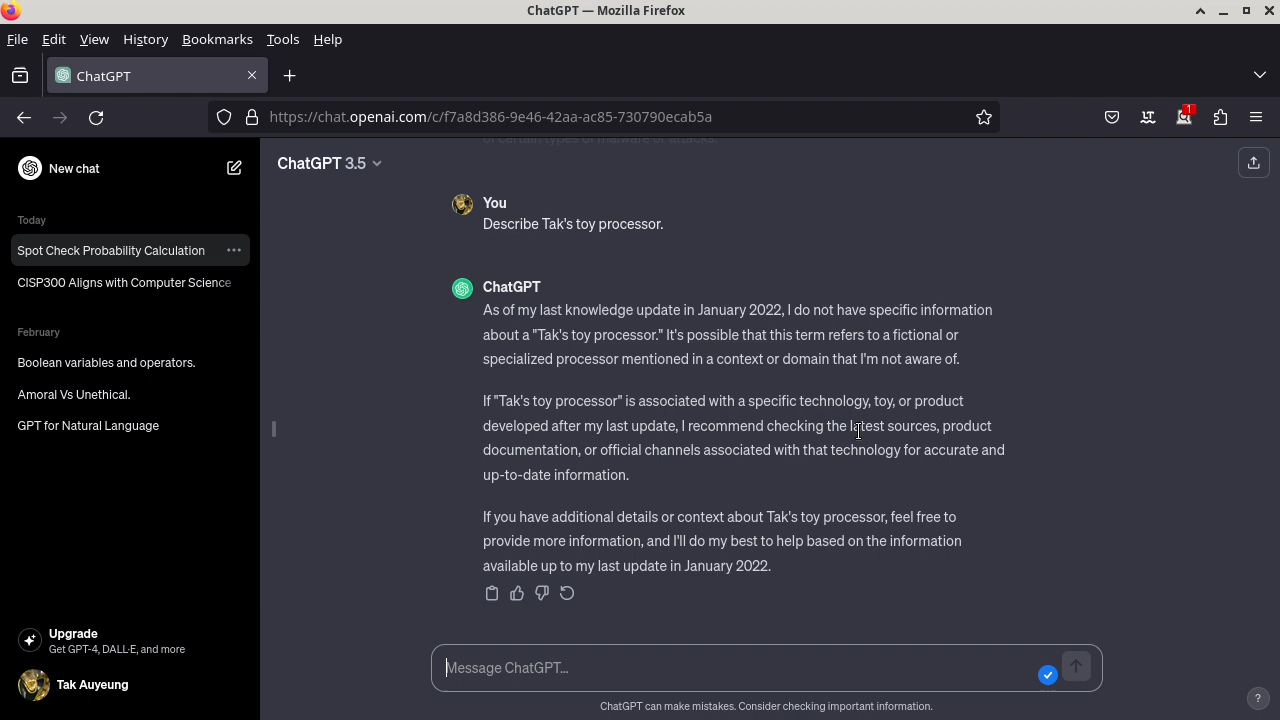 ChatGPT — Mozilla Firefox
File Edit View History Bookmarks Tools Help
ChatGPT
https://chat.openai.com/c/f7a8d386-9e46-42aa-ac85-730790ecab5a
1
of certain types of malware or attacks.
New chat
ChatGPT 3.5
Today
Spot Check Probability Calculation
CISP300 Aligns with Computer Science
February
Boolean variables and operators.
Amoral Vs Unethical.
GPT for Natural Language
Upgrade
Get GPT-4, DALL·E, and more
Tak Auyeung
You
Describe Tak's toy processor.
ChatGPT
As of my last knowledge update in January 2022, I do not have specific information
about a "Tak's toy processor." It's possible that this term refers to a fictional or
specialized processor mentioned in a context or domain that I'm not aware of.
If "Tak's toy processor" is associated with a specific technology, toy, or product
developed after my last update, I recommend checking the latest sources, product
documentation, or official channels associated with that technology for accurate and
up-to-date information.
If you have additional details or context about Tak's toy processor, feel free to
provide more information, and I'll do my best to help based on the information
available up to my last update in January 2022.
Message ChatGPT...
ChatGPT can make mistakes. Consider checking important information.
?